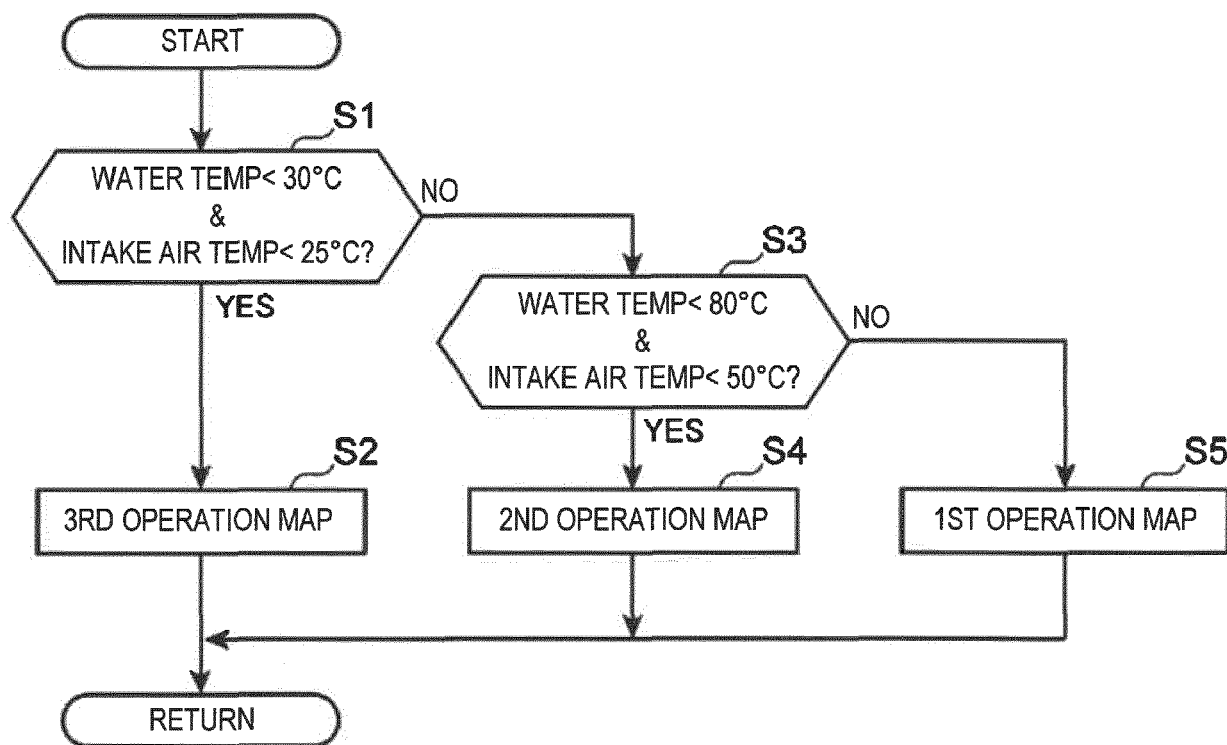 START
S1
WATER TEMP< 30°C
&
INTAKE AIR TEMP< 25°C?
NO
YES
S3
WATER TEMP< 80°C
&
INTAKE AIR TEMP< 50°C?
NO
YES
S2
3RD OPERATION MAP
S4
2ND OPERATION MAP
S5
1ST OPERATION MAP
RETURN